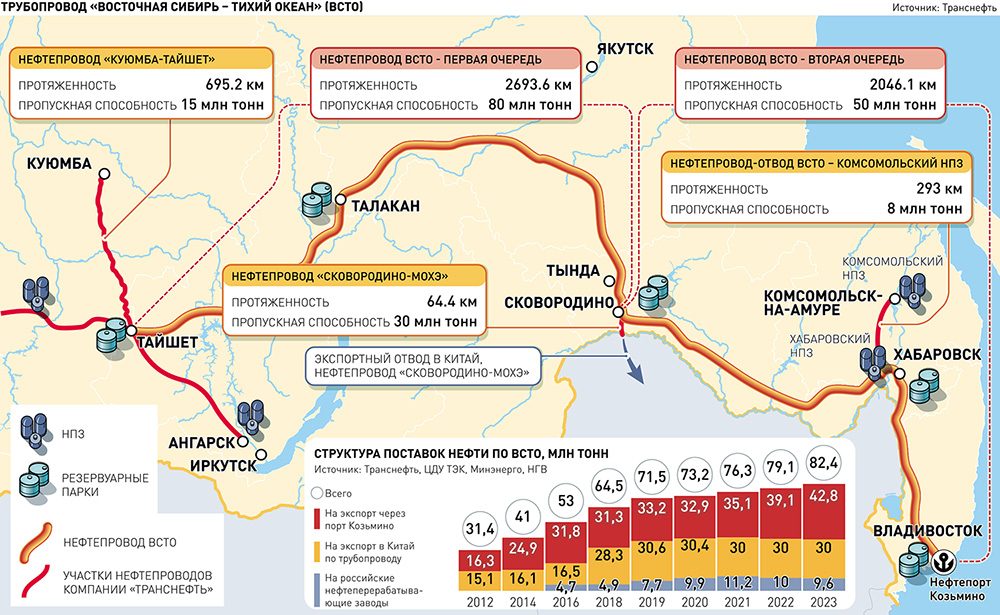 ТРУБОПРОВОД «ВОСТОЧНАЯ СИБИРЬ – ТИХИЙ ОКЕАН» (ВСТО)
Источник: Транснефть
НЕФТЕПРОВОД «КУЮМБА-ТАЙШЕТ»
ПРОТЯЖЕННОСТЬ 695.2 км
ПРОПУСКНАЯ СПОСОБНОСТЬ 15 млн тонн
НЕФТЕПРОВОД ВСТО - ПЕРВАЯ ОЧЕРЕДЬ
ПРОТЯЖЕННОСТЬ 2693.6 км
ПРОПУСКНАЯ СПОСОБНОСТЬ 80 млн тонн
НЕФТЕПРОВОД ВСТО - ВТОРАЯ ОЧЕРЕДЬ
ПРОТЯЖЕННОСТЬ 2046.1 км
ПРОПУСКНАЯ СПОСОБНОСТЬ 50 млн тонн
ЯКУТСК
НЕФТЕПРОВОД-ОТВОД ВСТО – КОМСОМОЛЬСКИЙ НПЗ
ПРОТЯЖЕННОСТЬ 293 км
ПРОПУСКНАЯ СПОСОБНОСТЬ 8 млн тонн
КУЮМБА
ТАЛАКАН
НЕФТЕПРОВОД «СКОВОРОДИНО-МОХЭ»
ПРОТЯЖЕННОСТЬ 64.4 км
ПРОПУСКНАЯ СПОСОБНОСТЬ 30 млн тонн
ТЫНДА
СКОВОРОДИНО
КОМСОМОЛЬСКИЙ
НПЗ
КОМСОМОЛЬСК-
НА-АМУРЕ
ТАЙШЕТ
ХАБАРОВСКИЙ
НПЗ
ХАБАРОВСК
ЭКСПОРТНЫЙ ОТВОД В КИТАЙ,
НЕФТЕПРОВОД «СКОВОРОДИНО-МОХЭ»
АНГАРСК
ИРКУТСК
НПЗ
РЕЗЕРВУАРНЫЕ
ПАРКИ
НЕФТЕПРОВОД ВСТО
УЧАСТКИ НЕФТЕПРОВОДОВ
КОМПАНИИ «ТРАНСНЕФТЬ»
СТРУКТУРА ПОСТАВОК НЕФТИ ПО ВСТО, МЛН ТОНН
Источник: Транснефть, ЦДУ ТЭК, Минэнерго, НГВ
Всего
На экспорт через
порт Козьмино
На экспорт в Китай
по трубопроводу
На российские
нефтеперерабатыва-
ющие заводы
31,4 41 53 64,5 71,5 73,2 76,3 79,1 82,4
16,3 24,9 31,8 31,3 33,2 32,9 35,1 39,1 42,8
15,1 16,1 16,5 28,3 30,6 30,4 30 30 30
4,7 4,9 7,7 9,9 11,2 10 9,6
2012 2014 2016 2018 2019 2020 2021 2022 2023
ВЛАДИВОСТОК
Нефтепорт
Козьмино